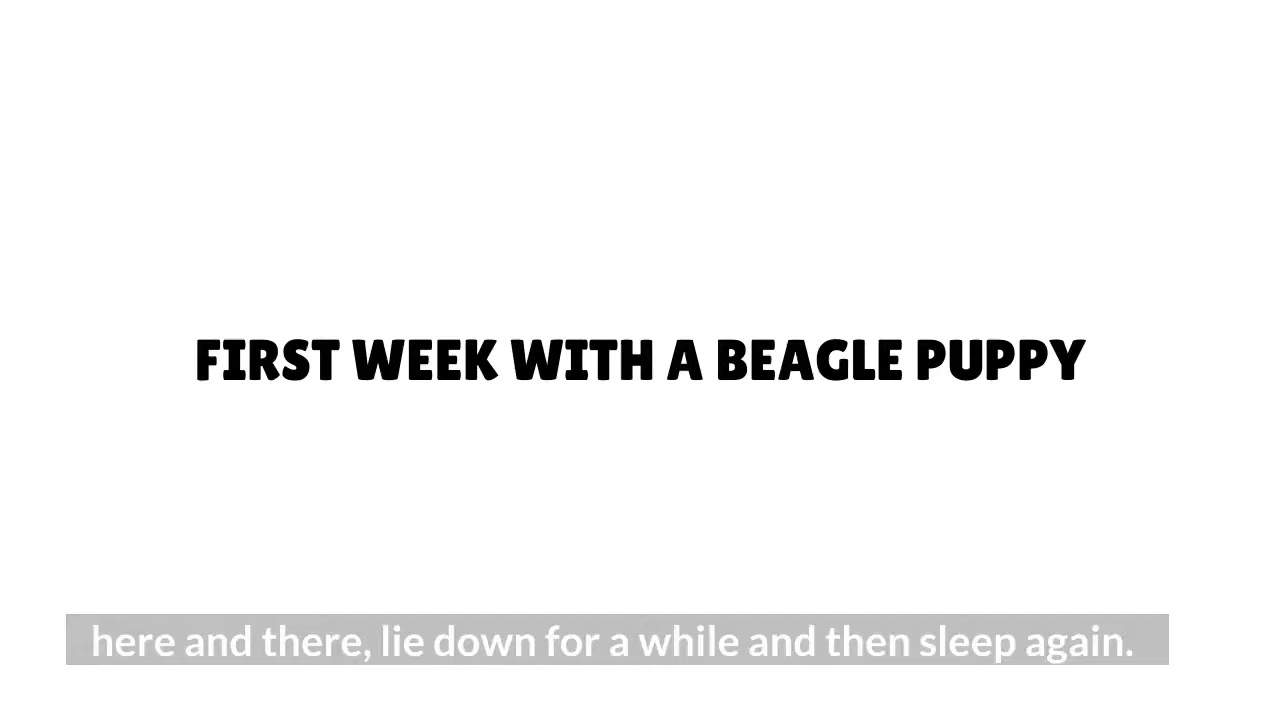 FIRST WEEK WITH A BEAGLE PUPPY
here and there, lie down for a while and then sleep again.